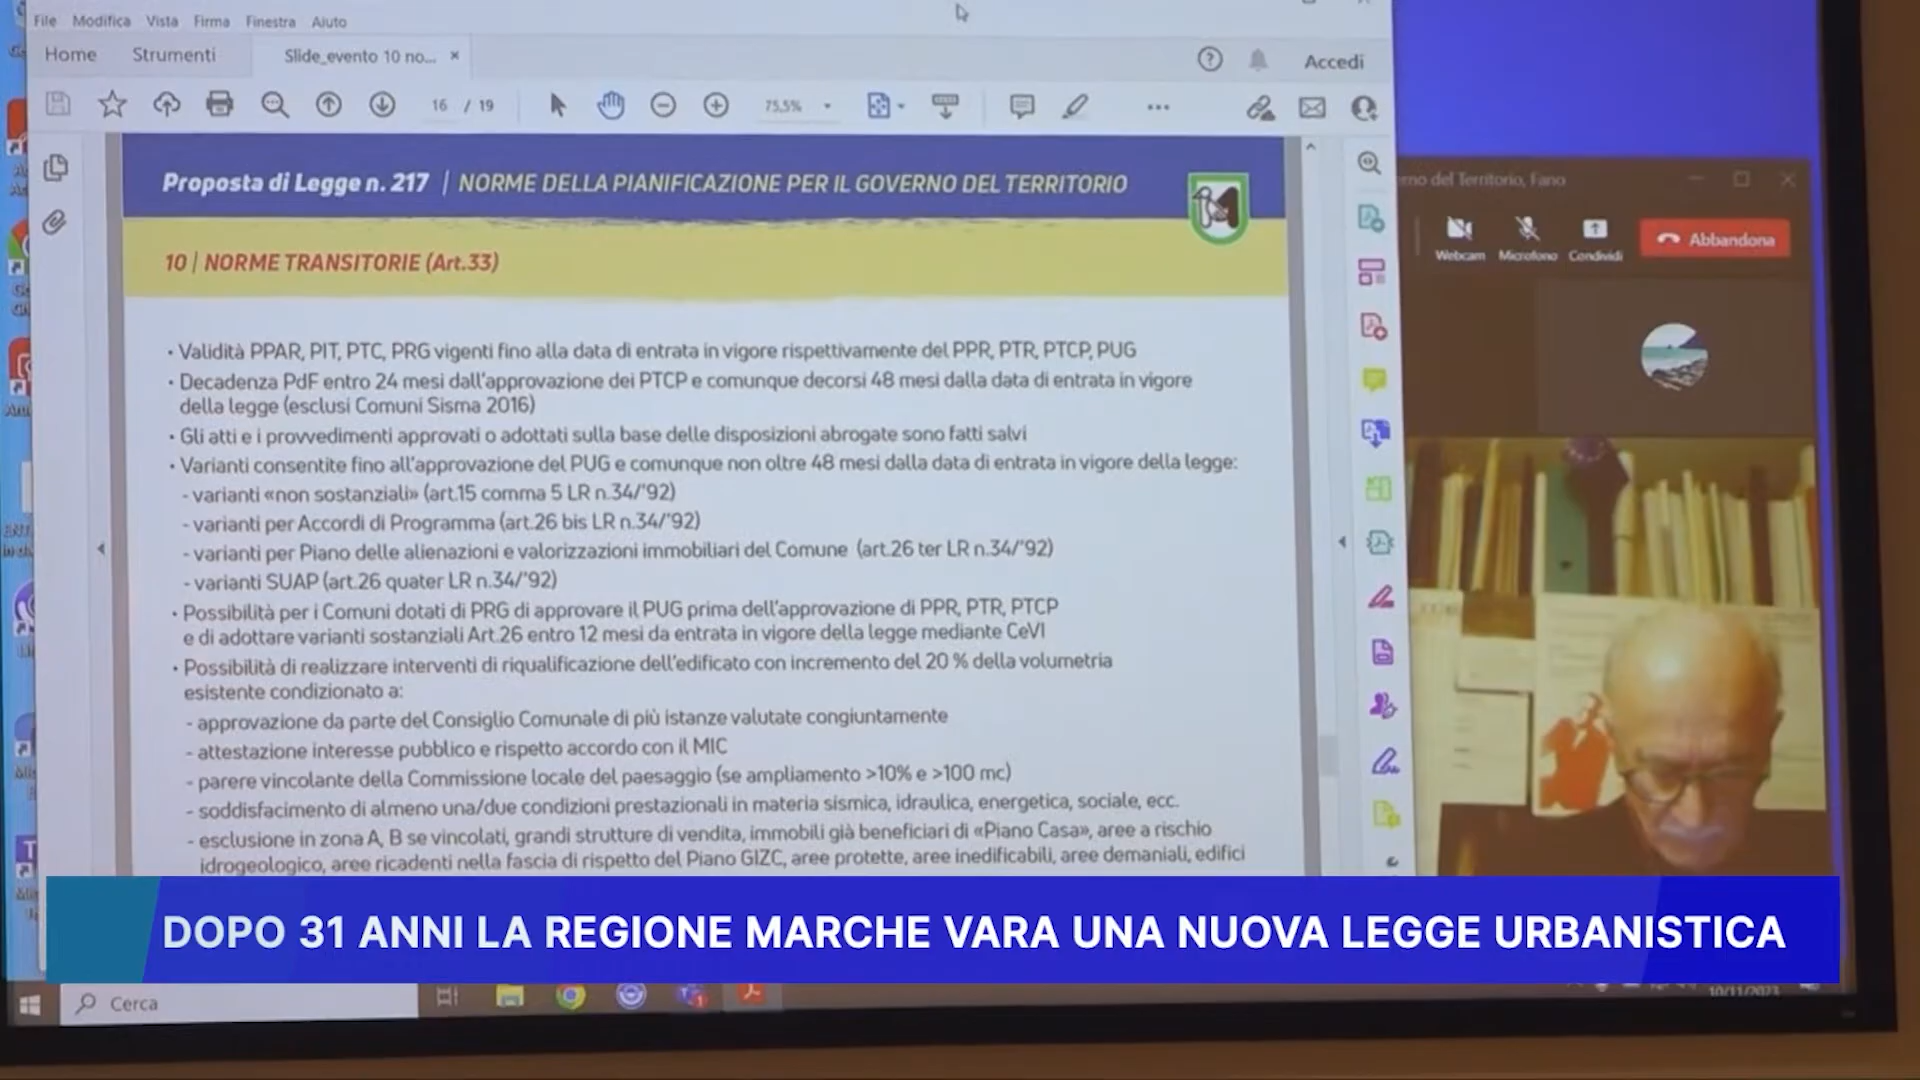 File Modifica Vista Firma Finestra Aiuto
Home Strumenti Slide_evento 10 no... × Accedi
16 / 19 75,5%
Proposta di Legge n. 217 | NORME DELLA PIANIFICAZIONE PER IL GOVERNO DEL TERRITORIO
10 | NORME TRANSITORIE (Art.33)
• Validità PPAR, PIT, PTC, PRG vigenti fino alla data di entrata in vigore rispettivamente del PPR, PTR, PTCP, PUG
• Decadenza PdF entro 24 mesi dall'approvazione dei PTCP e comunque decorsi 48 mesi dalla data di entrata in vigore
della legge (esclusi Comuni Sisma 2016)
• Gli atti e i provvedimenti approvati o adottati sulla base delle disposizioni abrogate sono fatti salvi
• Varianti consentite fino all'approvazione del PUG e comunque non oltre 48 mesi dalla data di entrata in vigore della legge:
- varianti «non sostanziali» (art.15 comma 5 LR n.34/'92)
- varianti per Accordi di Programma (art.26 bis LR n.34/'92)
- varianti per Piano delle alienazioni e valorizzazioni immobiliari del Comune (art.26 ter LR n.34/'92)
- varianti SUAP (art.26 quater LR n.34/'92)
• Possibilità per i Comuni dotati di PRG di approvare il PUG prima dell'approvazione di PPR, PTR, PTCP
e di adottare varianti sostanziali Art.26 entro 12 mesi da entrata in vigore della legge mediante CeVI
• Possibilità di realizzare interventi di riqualificazione dell'edificato con incremento del 20 % della volumetria
esistente condizionato a:
- approvazione da parte del Consiglio Comunale di più istanze valutate congiuntamente
- attestazione interesse pubblico e rispetto accordo con il MIC
- parere vincolante della Commissione locale del paesaggio (se ampliamento >10% e >100 mc)
- soddisfacimento di almeno una/due condizioni prestazionali in materia sismica, idraulica, energetica, sociale, ecc.
- esclusione in zona A, B se vincolati, grandi strutture di vendita, immobili già beneficiari di «Piano Casa», aree a rischio
idrogeologico, aree ricadenti nella fascia di rispetto del Piano GIZC, aree protette, aree inedificabili, aree demaniali, edifici
del Territorio, Fano
Webcam Microfono Condividi Abbandona
DOPO 31 ANNI LA REGIONE MARCHE VARA UNA NUOVA LEGGE URBANISTICA
Cerca
10/11/2023